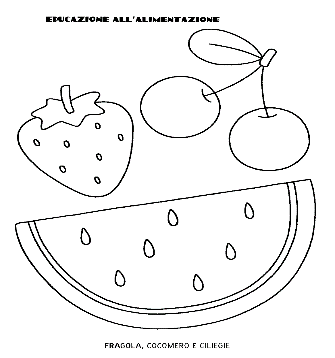 EDUCAZIONE ALL'ALIMENTAZIONE
FRAGOLA, COCOMERO E CILIEGIE